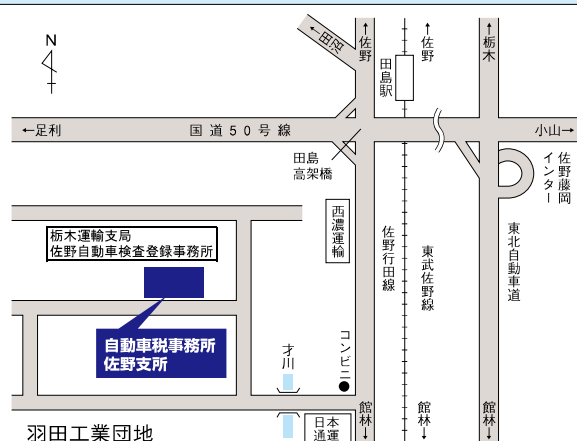 N
←沼田
↑佐野
↑佐野
↑栃木
田島駅
←足利
国道50号線
小山→
田島
高架橋
佐野藤岡
インター
西濃運輸
栃木運輸支局
佐野自動車検査登録事務所
佐野行田線
東武佐野線
東北自動車道
自動車税事務所
佐野支所
才川
コンビニ
館林↓
館林↓
館林↓
日本
通運
羽田工業団地